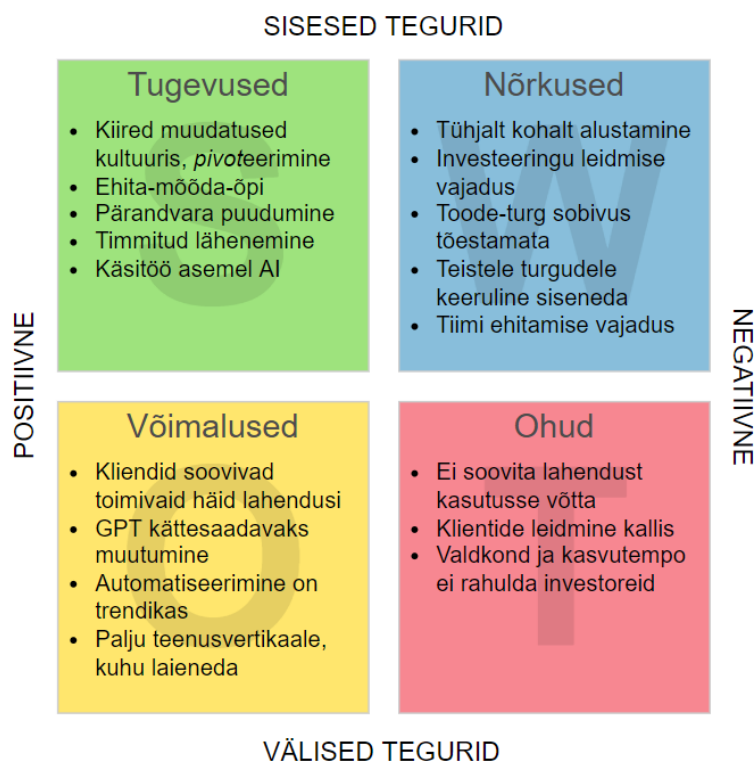 SISESED TEGURID
Tugevused
• Kiired muudatused
kultuuris, pivoteerimine
• Ehita-mõõda-õpi
• Pärandvara puudumine
• Timmitud lähenemine
• Käsitöö asemel AI
Nõrkused
• Tühjalt kohalt alustamine
• Investeeringu leidmise
vajadus
• Toode-turg sobivus
tõestamata
• Teistele turgudele
keeruline siseneda
• Tiimi ehitamise vajadus
POSITIIVNE
NEGATIIVNE
Võimalused
• Kliendid soovivad
toimivaid häid lahendusi
• GPT kättesaadavaks
muutumine
• Automatiseerimine on
trendikas
• Palju teenusvertikaale,
kuhu laieneda
Ohud
• Ei soovita lahendust
kasutusse võtta
• Klientide leidmine kallis
• Valdkond ja kasvutempo
ei rahulda investoreid
VÄLISED TEGURID
S
W
O
T